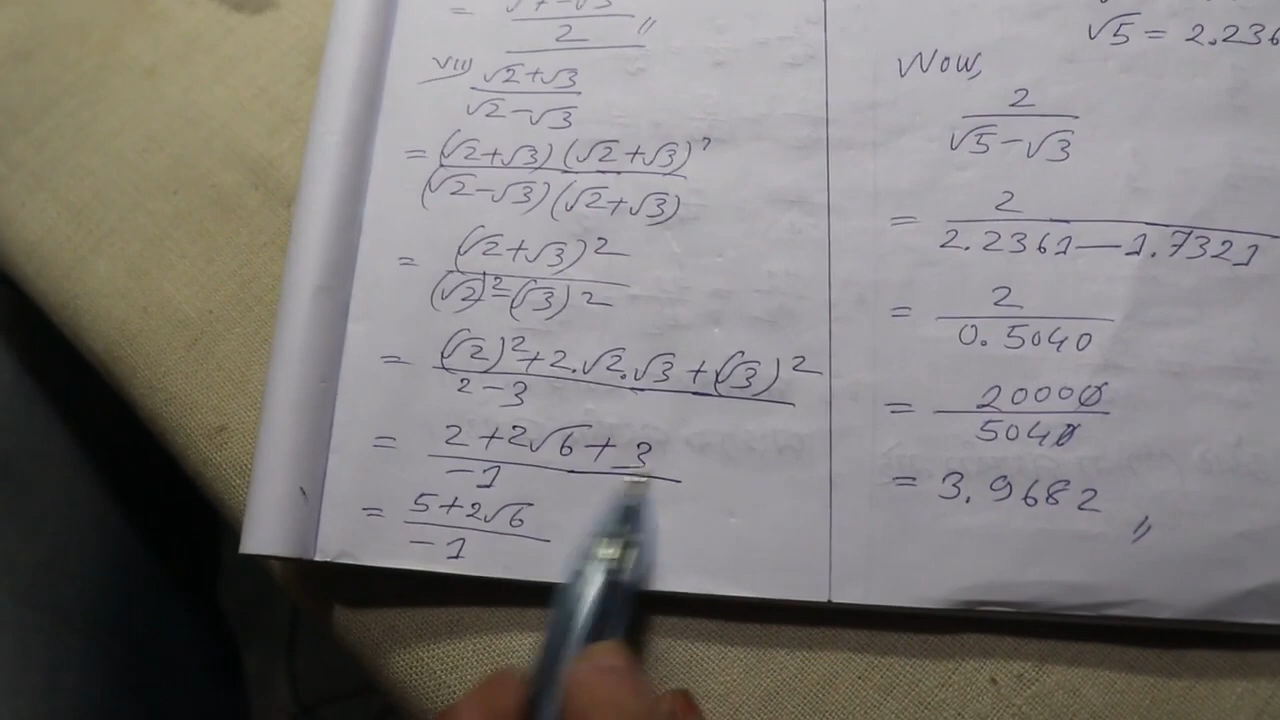 = (√7-√3)/2 ,,
viii) (√2+√3)/(√2-√3)
= (√2+√3)(√2+√3)/(√2-√3)(√2+√3)
= (√2+√3)²/(√2)²-(√3)²
= (√2)²+2.√2.√3+(√3)²/2-3
= 2+2√6+3/-1
= 5+2√6/-1
√5 = 2.236
Now,
2/√5-√3
= 2/2.2361-1.7321
= 2/0.5040
= 20000/5040
= 3.9682 ,,